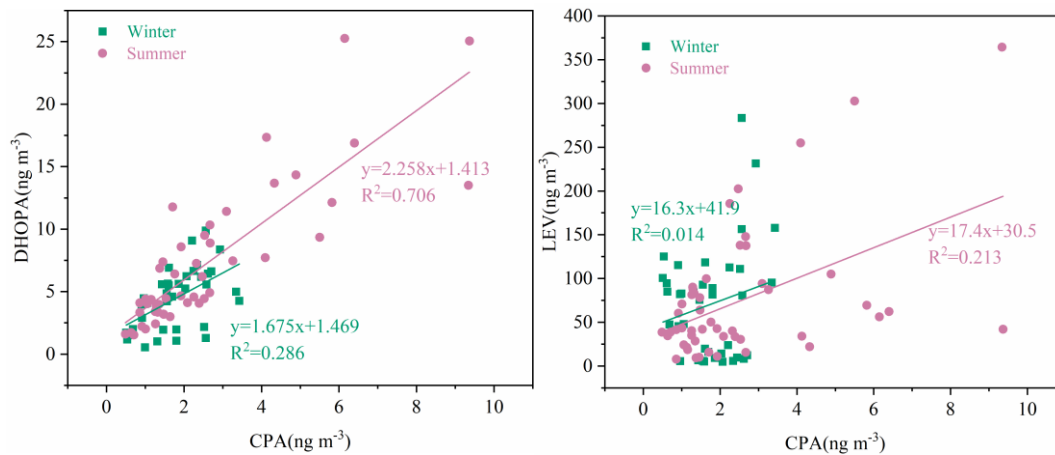 Winter
Summer
25
20
15
10
5
0
DHOPA(ng m⁻³)
y=2.258x+1.413
R²=0.706
y=1.675x+1.469
R²=0.286
0 2 4 6 8 10
CPA(ng m⁻³)
400
350
300
250
200
150
100
50
0
LEV(ng m⁻³)
Winter
Summer
y=16.3x+41.9
R²=0.014
y=17.4x+30.5
R²=0.213
0 2 4 6 8 10
CPA(ng m⁻³)